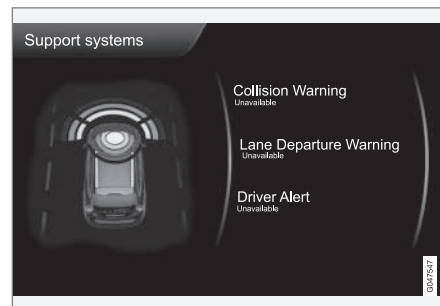 Support systems
Collision Warning
Unavailable
Lane Departure Warning
Unavailable
Driver Alert
Unavailable
G047547